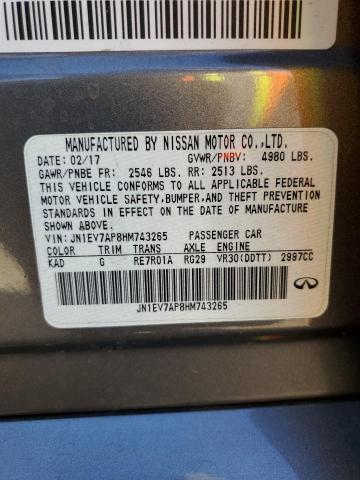 MANUFACTURED BY NISSAN MOTOR CO.,LTD.
DATE: 02/17 GVWR/PNBV: 4980 LBS.
GAWR/PNBE FR: 2546 LBS. RR: 2513 LBS.
THIS VEHICLE CONFORMS TO ALL APPLICABLE FEDERAL
MOTOR VEHICLE SAFETY,BUMPER,AND THEFT PREVENTION
STANDARDS IN EFFECT ON THE DATE OF MANUFACTURE
SHOWN ABOVE.
VIN:JN1EV7AP8HM743265 PASSENGER CAR
COLOR TRIM TRANS AXLE ENGINE
KAD G RE7R01A RG29 VR30(DDTT) 2997CC
JN1EV7AP8HM743265